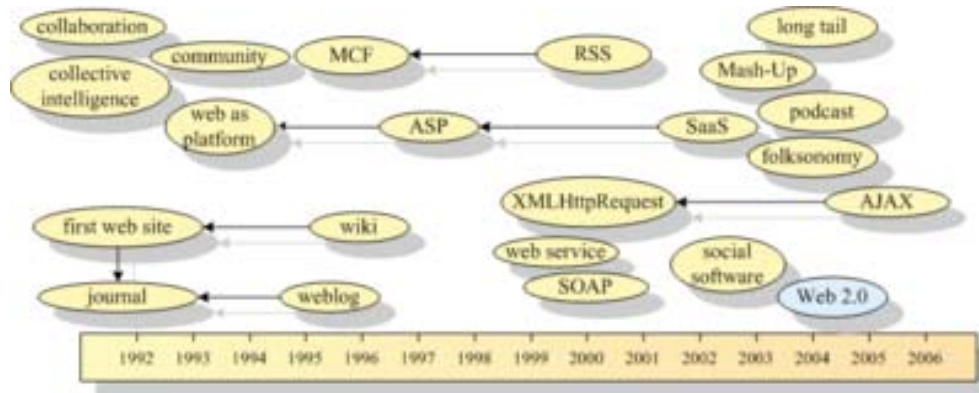 collaboration
community
collective
intelligence
MCF
RSS
long tail
Mash-Up
web as
platform
ASP
SaaS
podcast
folksonomy
XMLHttpRequest
AJAX
first web site
wiki
web service
social
software
SOAP
journal
weblog
Web 2.0
1992 1993 1994 1995 1996 1997 1998 1999 2000 2001 2002 2003 2004 2005 2006